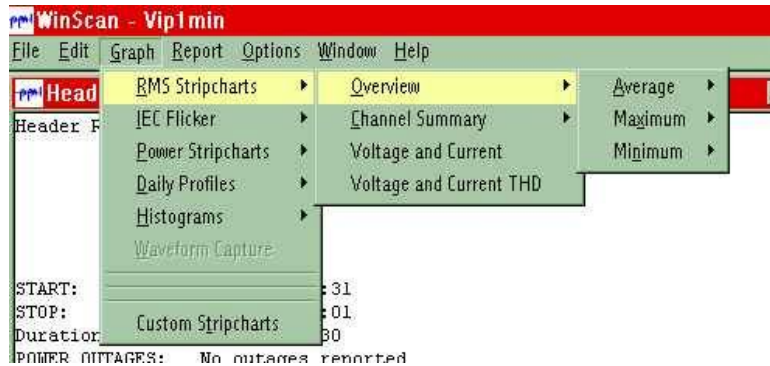 pmi WinScan - Vip1min
File Edit Graph Report Options Window Help
pmi Head
Header R
RMS Stripcharts
IEC Flicker
Power Stripcharts
Daily Profiles
Histograms
Waveform Capture
Custom Stripcharts
Overview
Channel Summary
Voltage and Current
Voltage and Current THD
Average
Maximum
Minimum
START: :31
STOP: :01
Duration 30
POWER OUTAGES: No outages reported